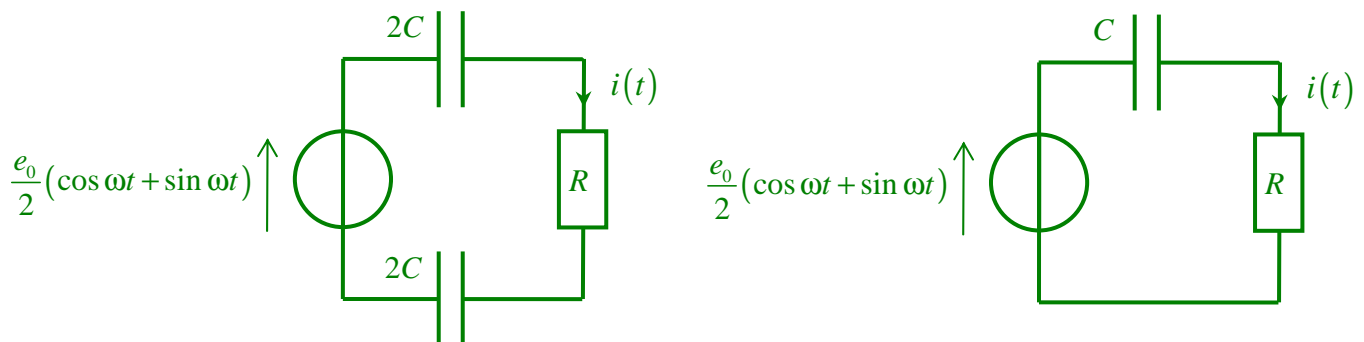 2C
i(t)
e₀/2 (cos ωt + sin ωt)
R
2C
C
i(t)
e₀/2 (cos ωt + sin ωt)
R